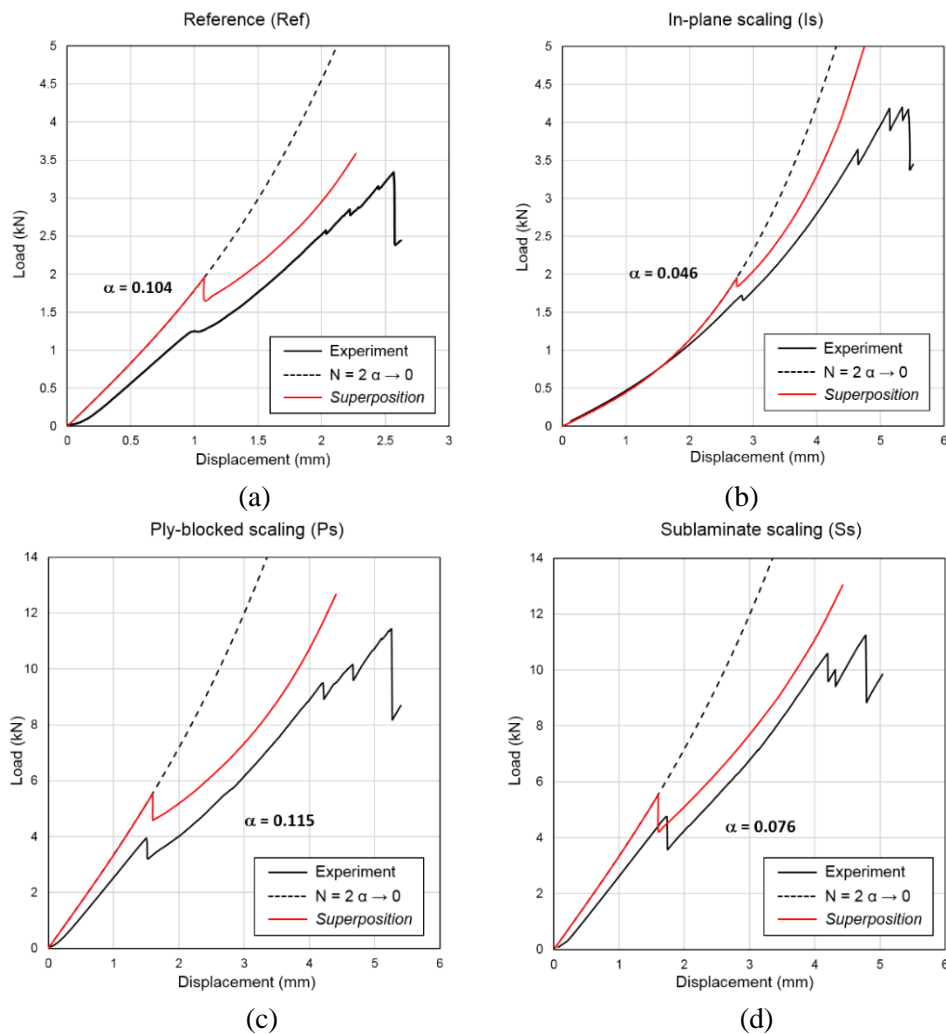 Reference (Ref)
5
4.5
4
3.5
3
2.5
2
1.5
1
0.5
0
Load (kN)
α = 0.104
Experiment
N = 2 α → 0
Superposition
0 0.5 1 1.5 2 2.5 3
Displacement (mm)
(a)
In-plane scaling (Is)
5
4.5
4
3.5
3
2.5
2
1.5
1
0.5
0
Load (kN)
α = 0.046
Experiment
N = 2 α → 0
Superposition
0 1 2 3 4 5 6
Displacement (mm)
(b)
Ply-blocked scaling (Ps)
14
12
10
8
6
4
2
0
Load (kN)
α = 0.115
Experiment
N = 2 α → 0
Superposition
0 1 2 3 4 5 6
Displacement (mm)
(c)
Sublaminate scaling (Ss)
14
12
10
8
6
4
2
0
Load (kN)
α = 0.076
Experiment
N = 2 α → 0
Superposition
0 1 2 3 4 5 6
Displacement (mm)
(d)